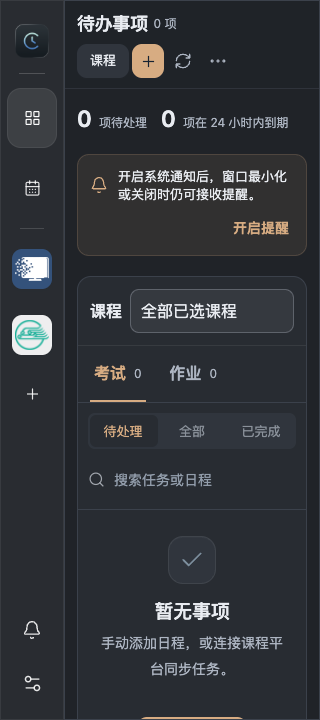 待办事项 0 项
课程
0 项待处理 0 项在 24 小时内到期
开启系统通知后，窗口最小化
或关闭时仍可接收提醒。
开启提醒
课程 全部已选课程
考试 0 作业 0
待处理 全部 已完成
搜索任务或日程
暂无事项
手动添加日程，或连接课程平
台同步任务。